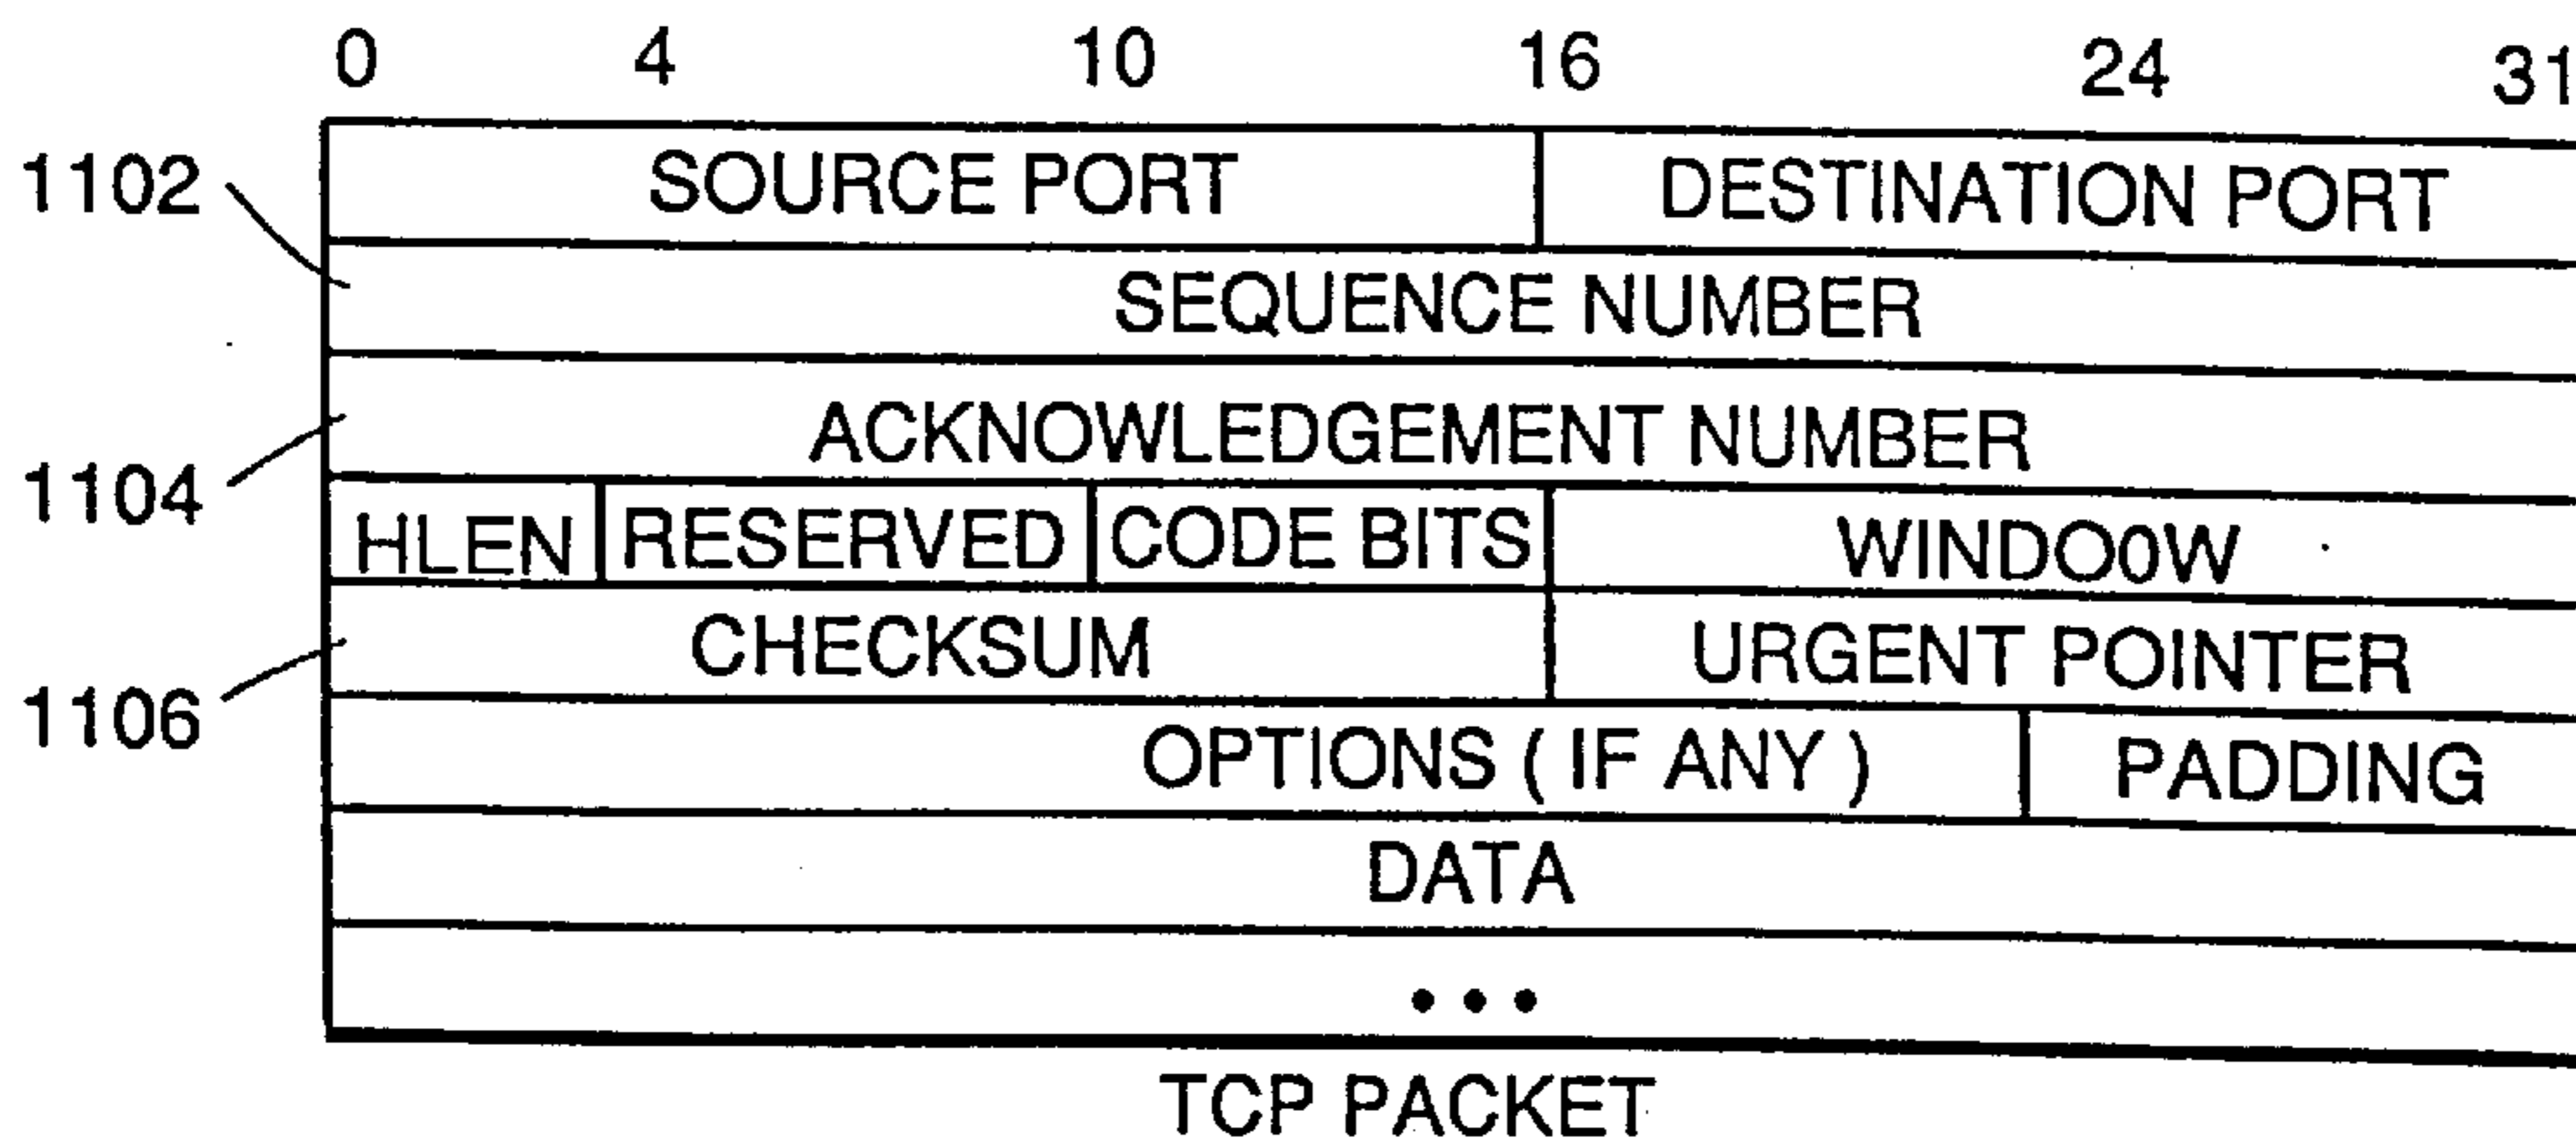 0 4 10 16 24 31
1102 SOURCE PORT DESTINATION PORT
SEQUENCE NUMBER
ACKNOWLEDGEMENT NUMBER
1104
HLEN RESERVED CODE BITS WINDO0W
CHECKSUM URGENT POINTER
1106
OPTIONS ( IF ANY ) PADDING
DATA
• • •
TCP PACKET